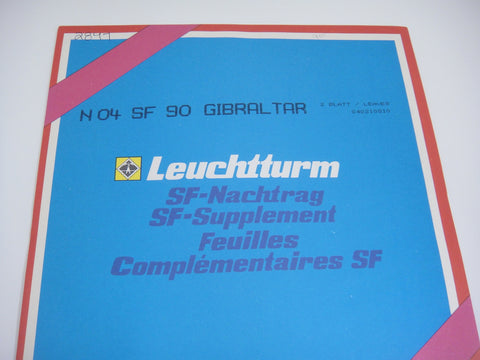 N 04 SF 90 GIBRALTAR
2 BLATT / LEAVES
Leuchtturm
SF-Nachtrag
SF-Supplement
Feuilles
Complémentaires SF